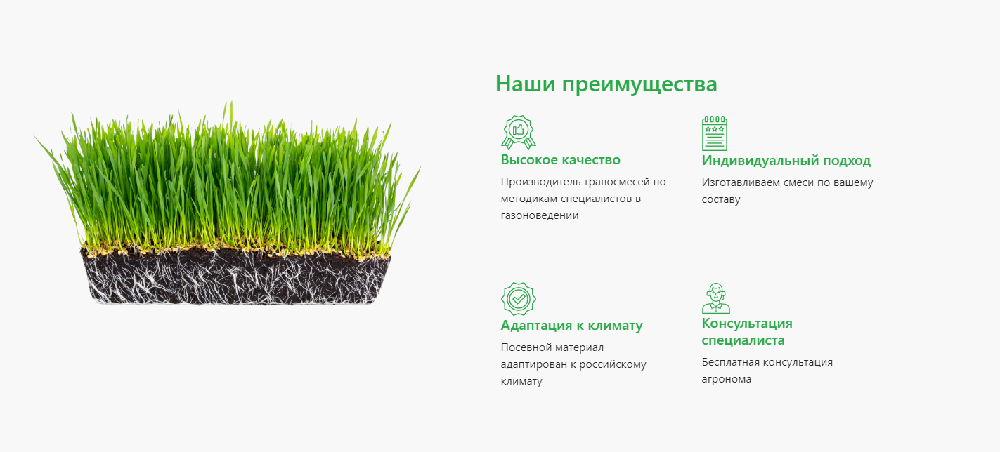 Наши преимущества
Высокое качество
Производитель травосмесей по
методикам специалистов в
газоноведении
Индивидуальный подход
Изготавливаем смеси по вашему
составу
Адаптация к климату
Посевной материал
адаптирован к российскому
климату
Консультация
специалиста
Бесплатная консультация
агронома